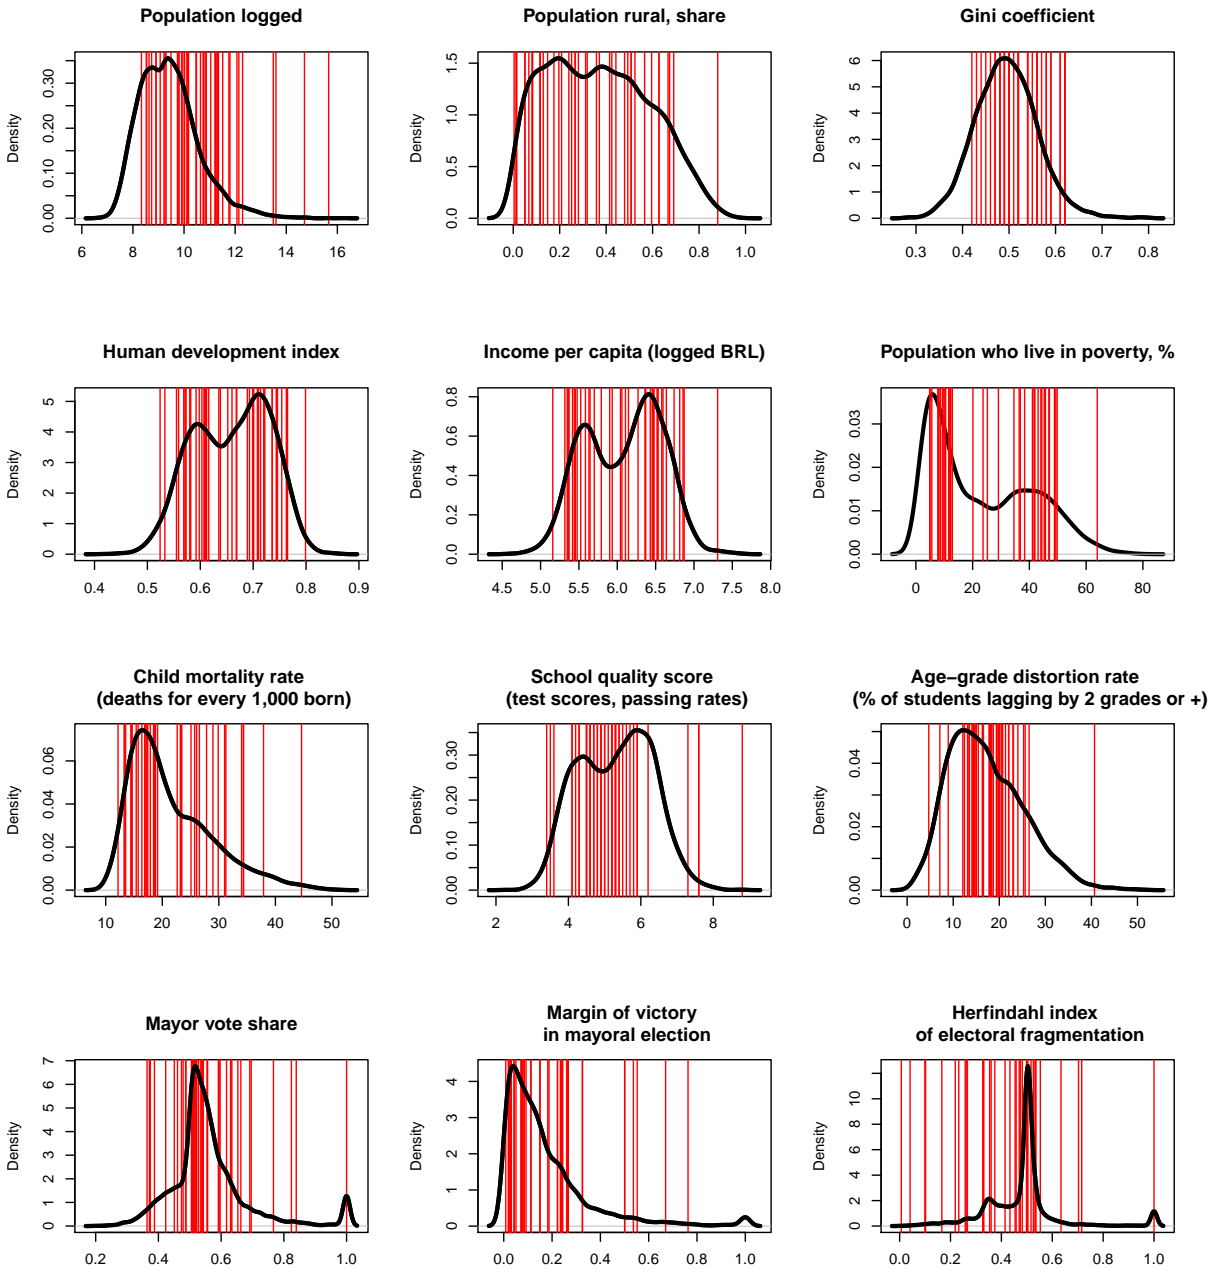 Population logged
Density
0.00 0.10 0.20 0.30
6 8 10 12 14 16
Population rural, share
Density
0.0 0.5 1.0 1.5
0.0 0.2 0.4 0.6 0.8 1.0
Gini coefficient
Density
0 1 2 3 4 5 6
0.3 0.4 0.5 0.6 0.7 0.8
Human development index
Density
0 1 2 3 4 5
0.4 0.5 0.6 0.7 0.8 0.9
Income per capita (logged BRL)
Density
0.0 0.2 0.4 0.6 0.8
4.5 5.0 5.5 6.0 6.5 7.0 7.5 8.0
Population who live in poverty, %
Density
0.00 0.01 0.02 0.03
0 20 40 60 80
Child mortality rate
(deaths for every 1,000 born)
Density
0.00 0.02 0.04 0.06
10 20 30 40 50
School quality score
(test scores, passing rates)
Density
0.00 0.10 0.20 0.30
2 4 6 8
Age−grade distortion rate
(% of students lagging by 2 grades or +)
Density
0.00 0.02 0.04
0 10 20 30 40 50
Mayor vote share
Density
0 1 2 3 4 5 6 7
0.2 0.4 0.6 0.8 1.0
Margin of victory
in mayoral election
Density
0 1 2 3 4
0.0 0.2 0.4 0.6 0.8 1.0
Herfindahl index
of electoral fragmentation
Density
0 2 4 6 8 10
0.0 0.2 0.4 0.6 0.8 1.0